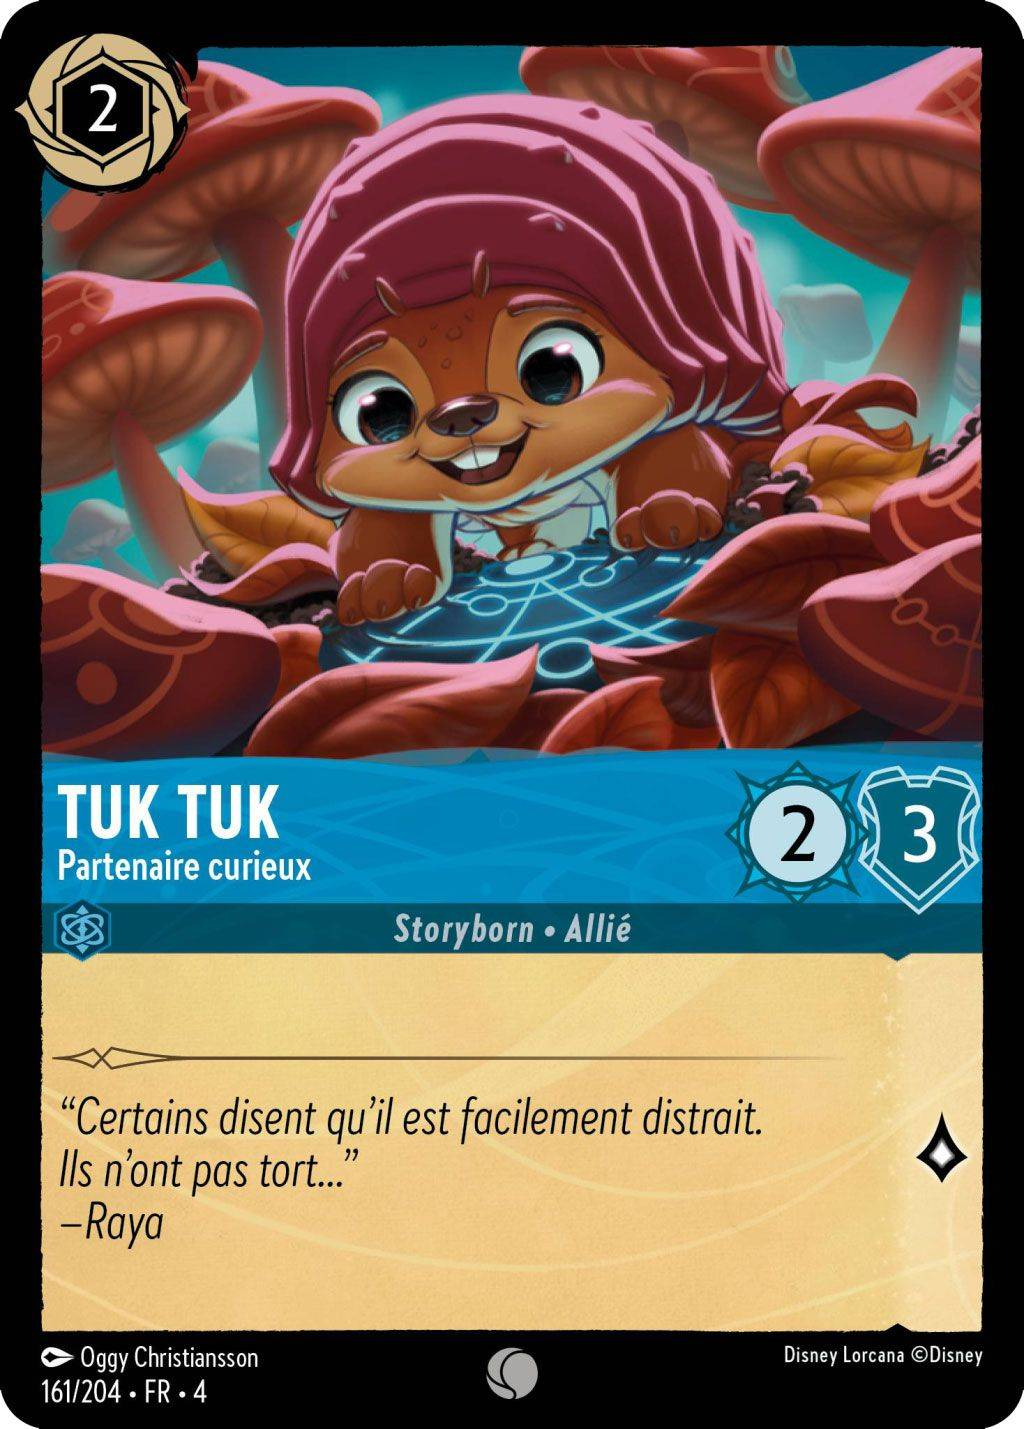 2
TUK TUK
Partenaire curieux
2
3
Storyborn • Allié
“Certains disent qu’il est facilement distrait.
Ils n’ont pas tort...”
–Raya
Oggy Christiansson
Disney Lorcana ©Disney
161/204 • FR • 4